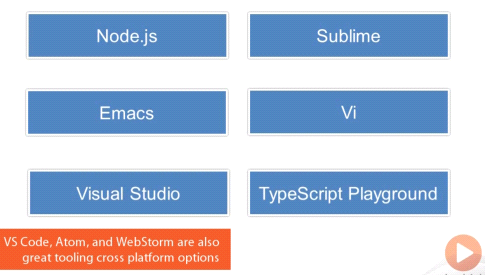 Node.js
Sublime
Emacs
Vi
Visual Studio
TypeScript Playground
VS Code, Atom, and WebStorm are also
great tooling cross platform options